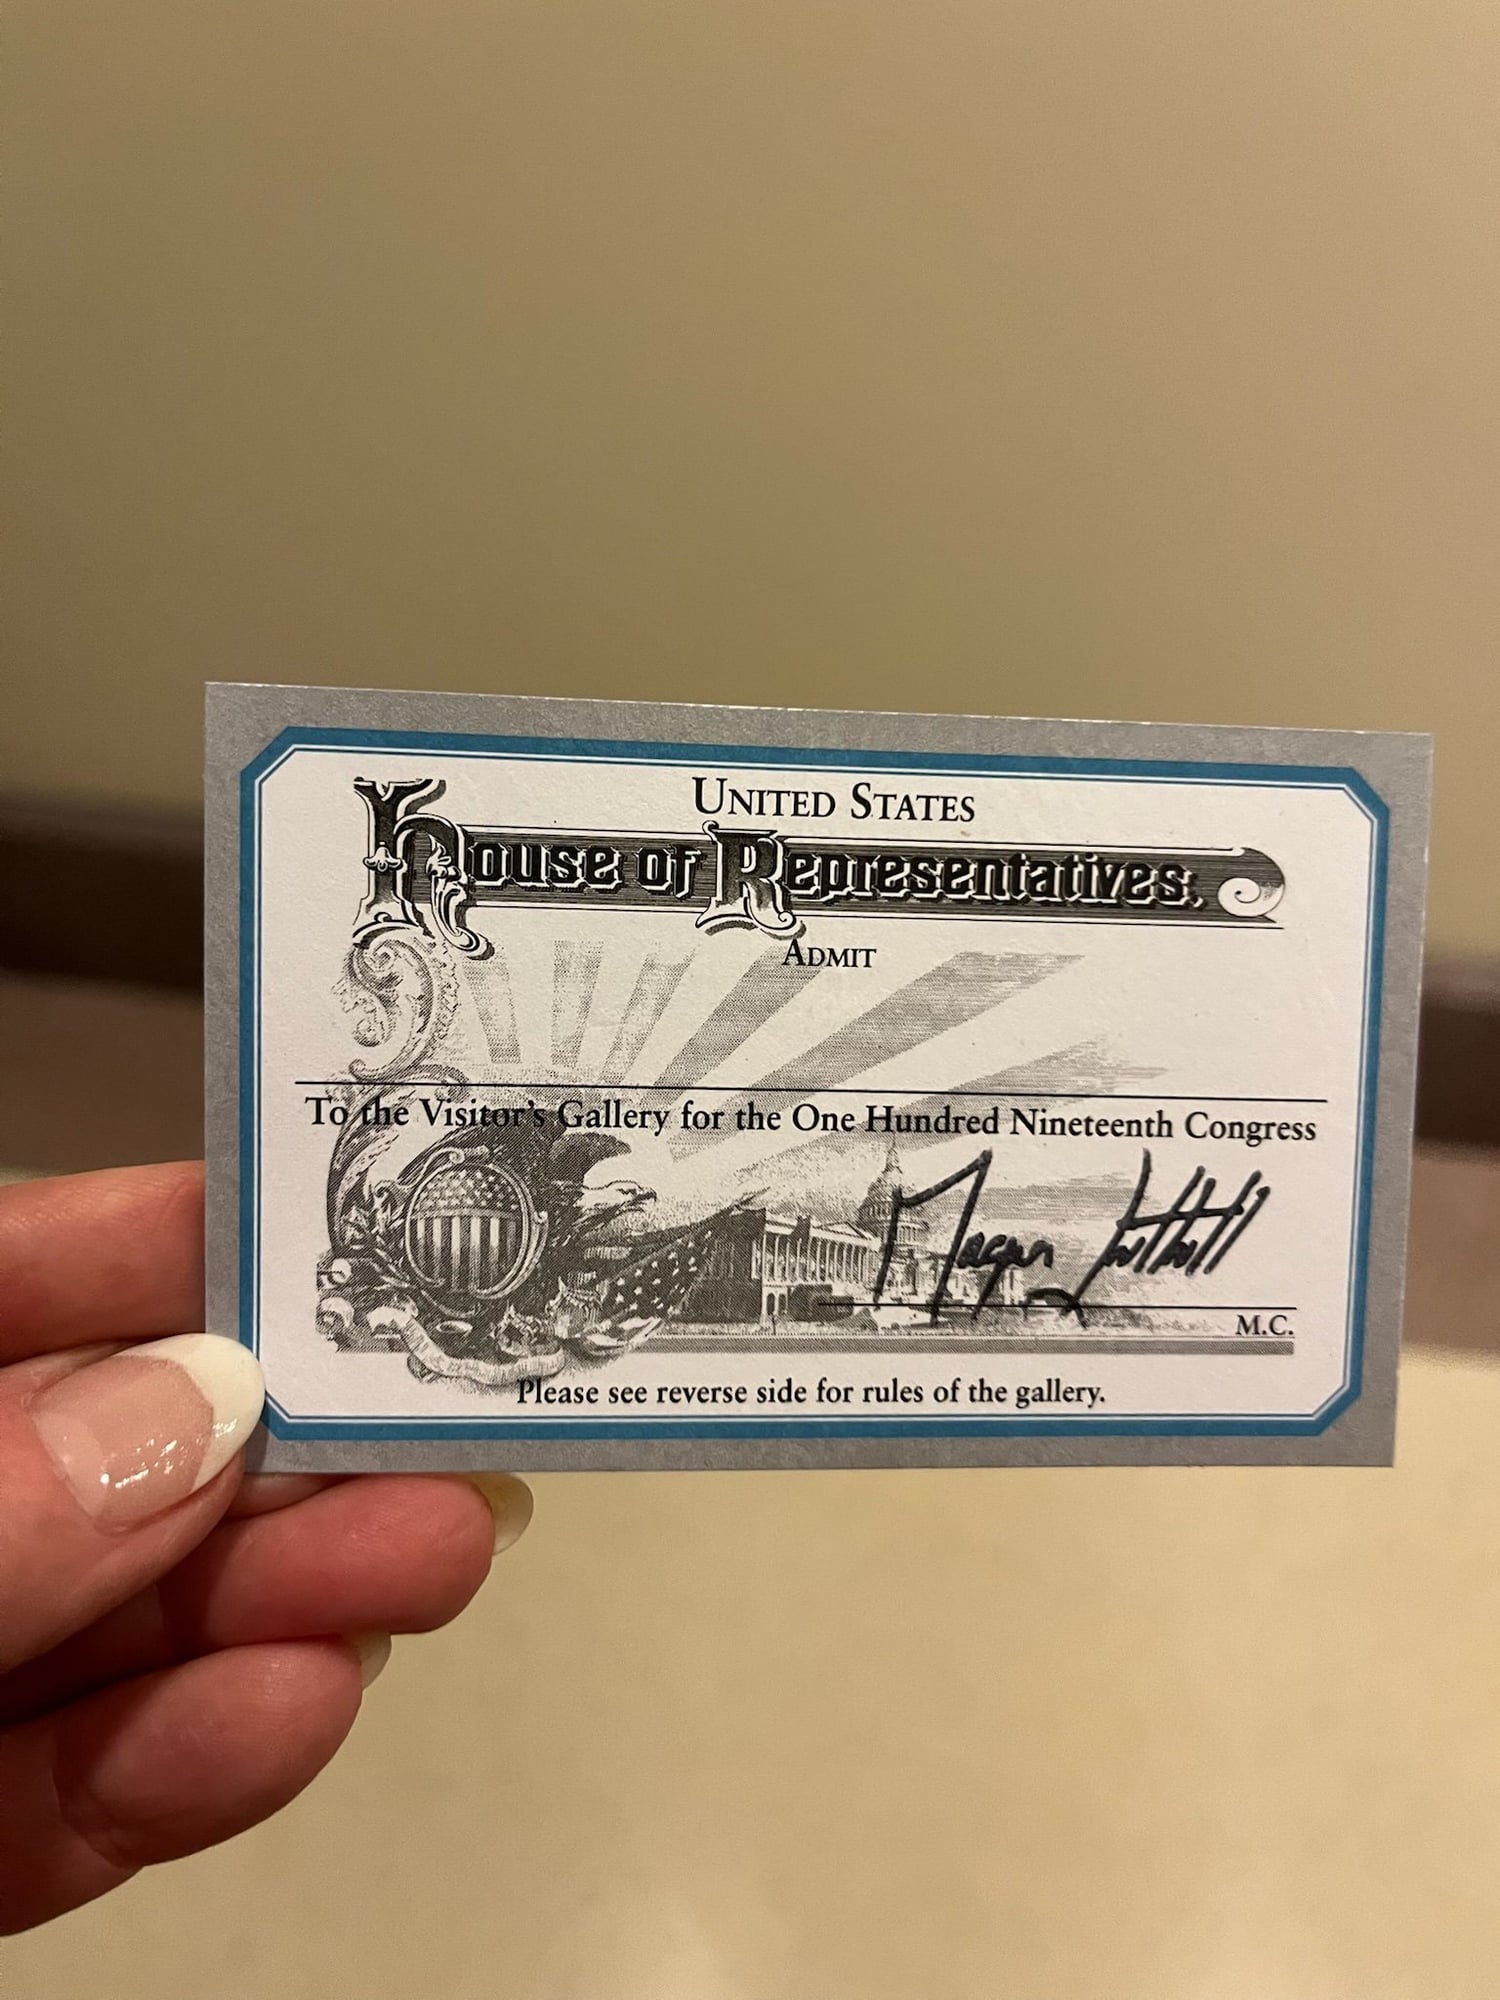 United States
House of Representatives.
Admit
To the Visitor's Gallery for the One Hundred Nineteenth Congress
M.C.
Please see reverse side for rules of the gallery.